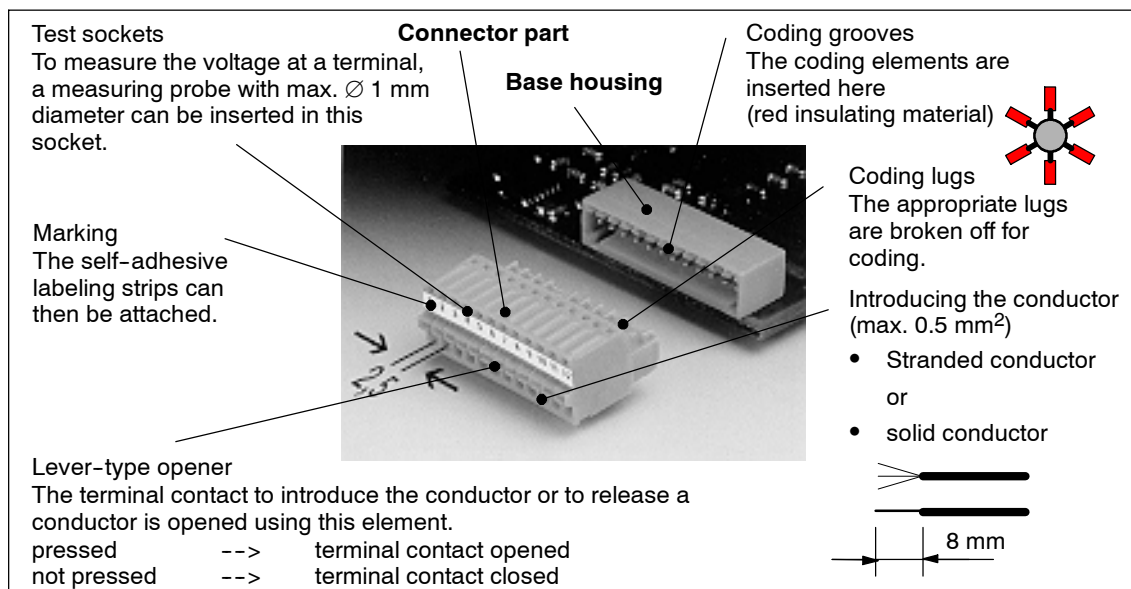 Test sockets
To measure the voltage at a terminal,
a measuring probe with max. ∅ 1 mm
diameter can be inserted in this
socket.
Connector part
Base housing
Coding grooves
The coding elements are
inserted here
(red insulating material)
Coding lugs
The appropriate lugs
are broken off for
coding.
Marking
The self-adhesive
labeling strips can
then be attached.
Introducing the conductor
(max. 0.5 mm²)
• Stranded conductor
or
• solid conductor
2,5
Lever-type opener
The terminal contact to introduce the conductor or to release a
conductor is opened using this element.
pressed --> terminal contact opened
not pressed --> terminal contact closed
8 mm